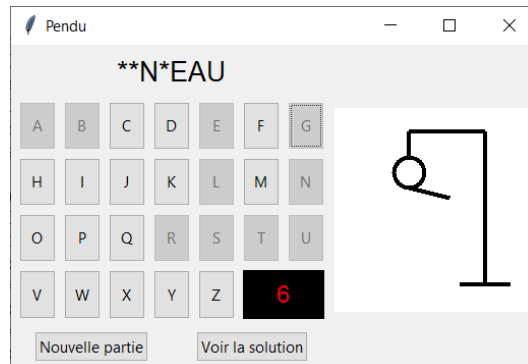 Pendu
**N*EAU
A B C D E F G
H I J K L M N
O P Q R S T U
V W X Y Z 6
Nouvelle partie Voir la solution